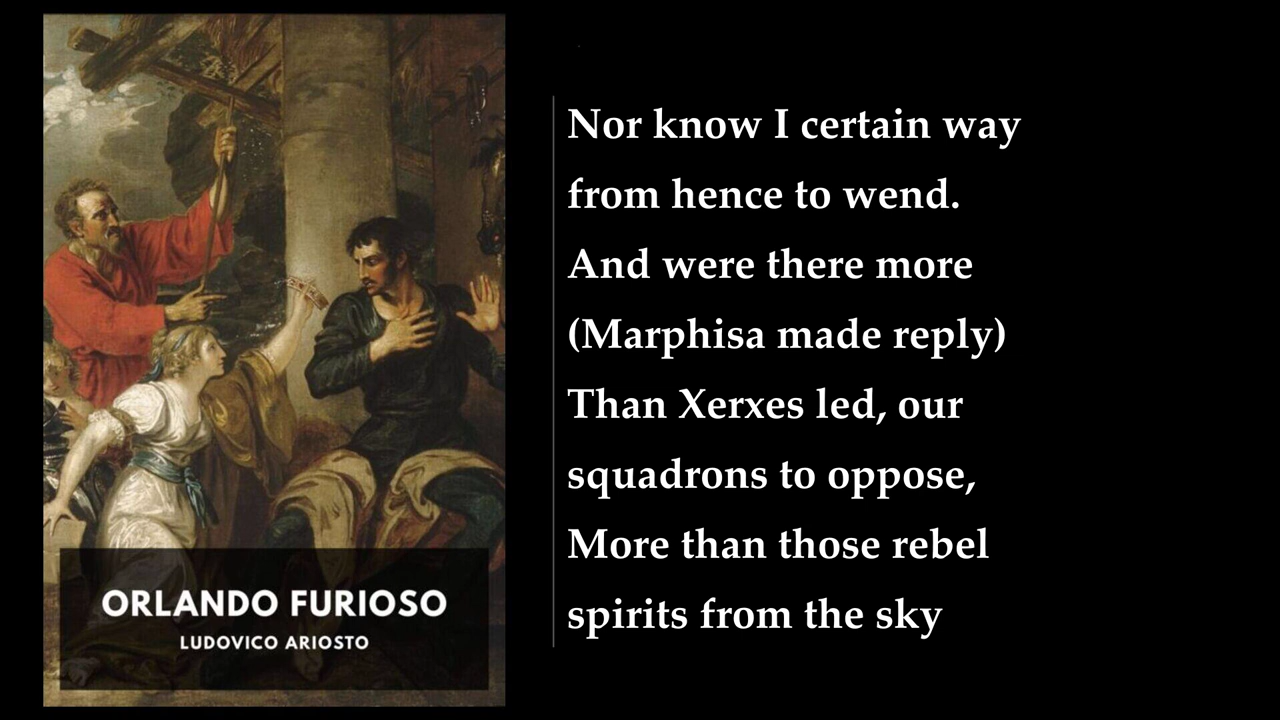 ORLANDO FURIOSO
LUDOVICO ARIOSTO
Nor know I certain way
from hence to wend.
And were there more
(Marphisa made reply)
Than Xerxes led, our
squadrons to oppose,
More than those rebel
spirits from the sky